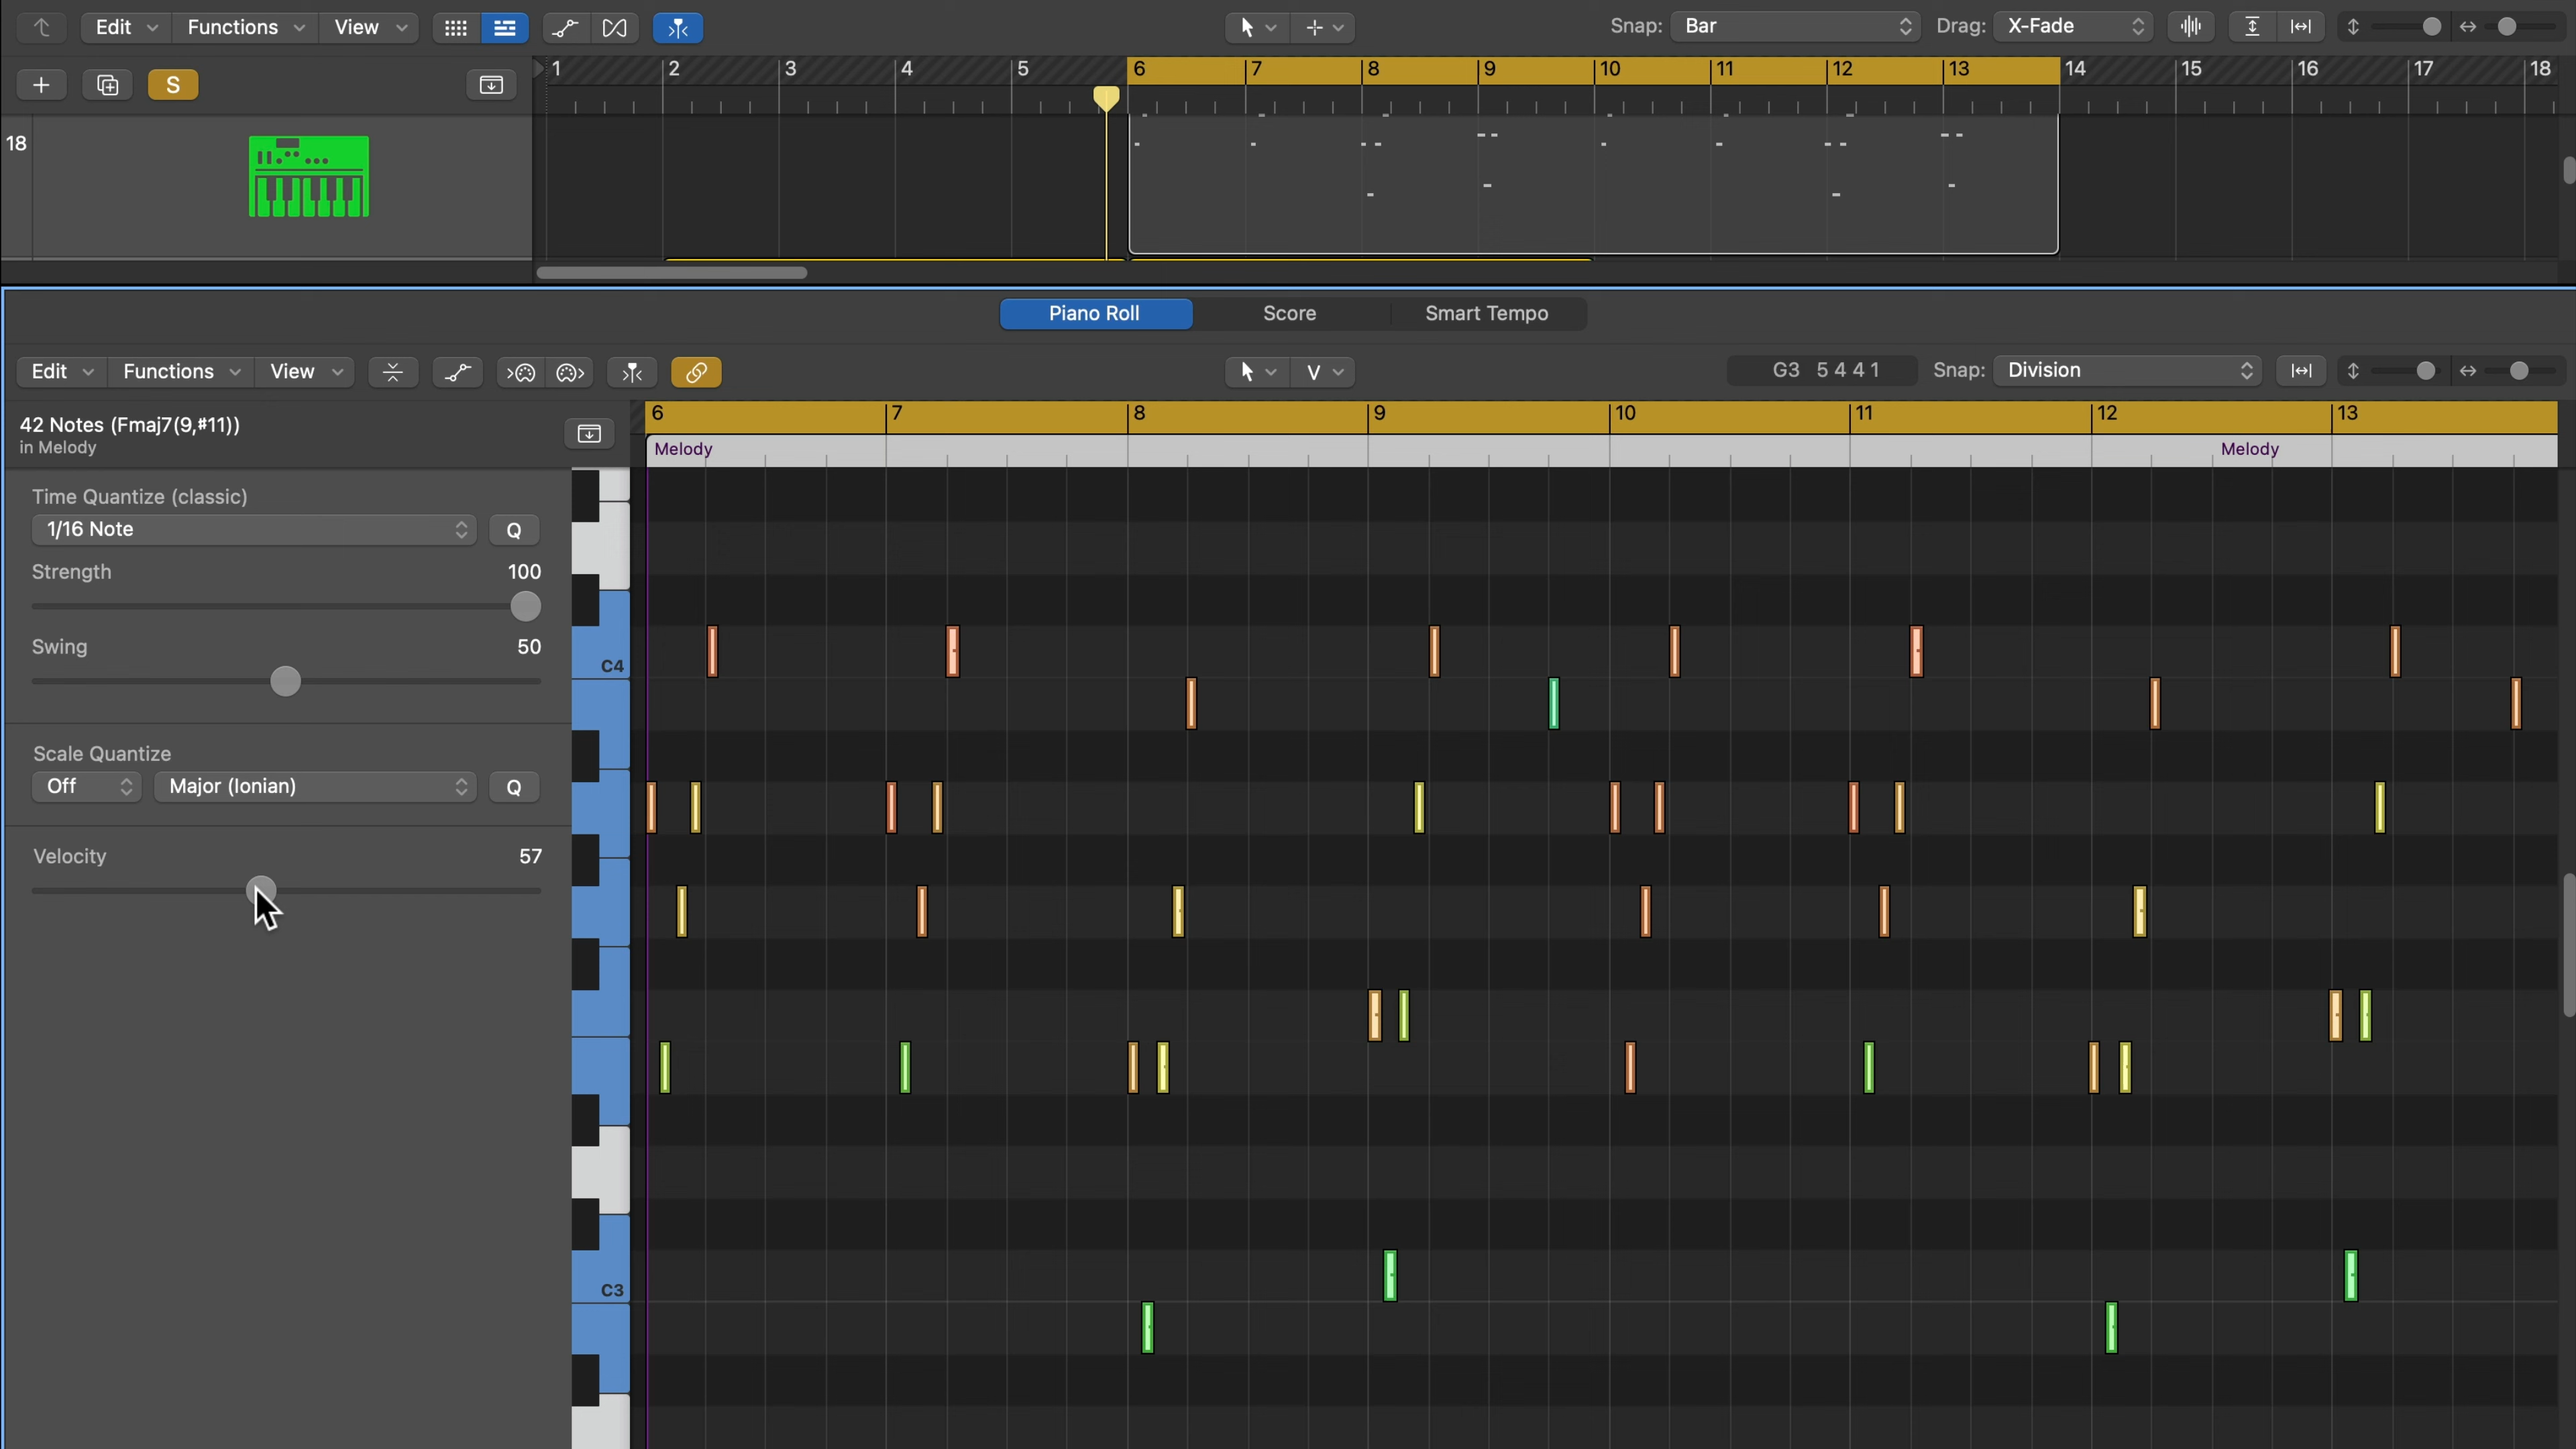 Edit Functions View Snap: Bar Drag: X-Fade
S 1 2 3 4 5 6 7 8 9 10 11 12 13 14 15 16 17 18
18
Piano Roll Score Smart Tempo
Edit Functions View V G3 5 4 4 1 Snap: Division
42 Notes (Fmaj7(9,#11))
in Melody
6 7 8 9 10 11 12 13
Melody Melody
Time Quantize (classic)
1/16 Note Q
Strength 100
Swing 50
C4
Scale Quantize
Off Major (Ionian) Q
Velocity 57
C3